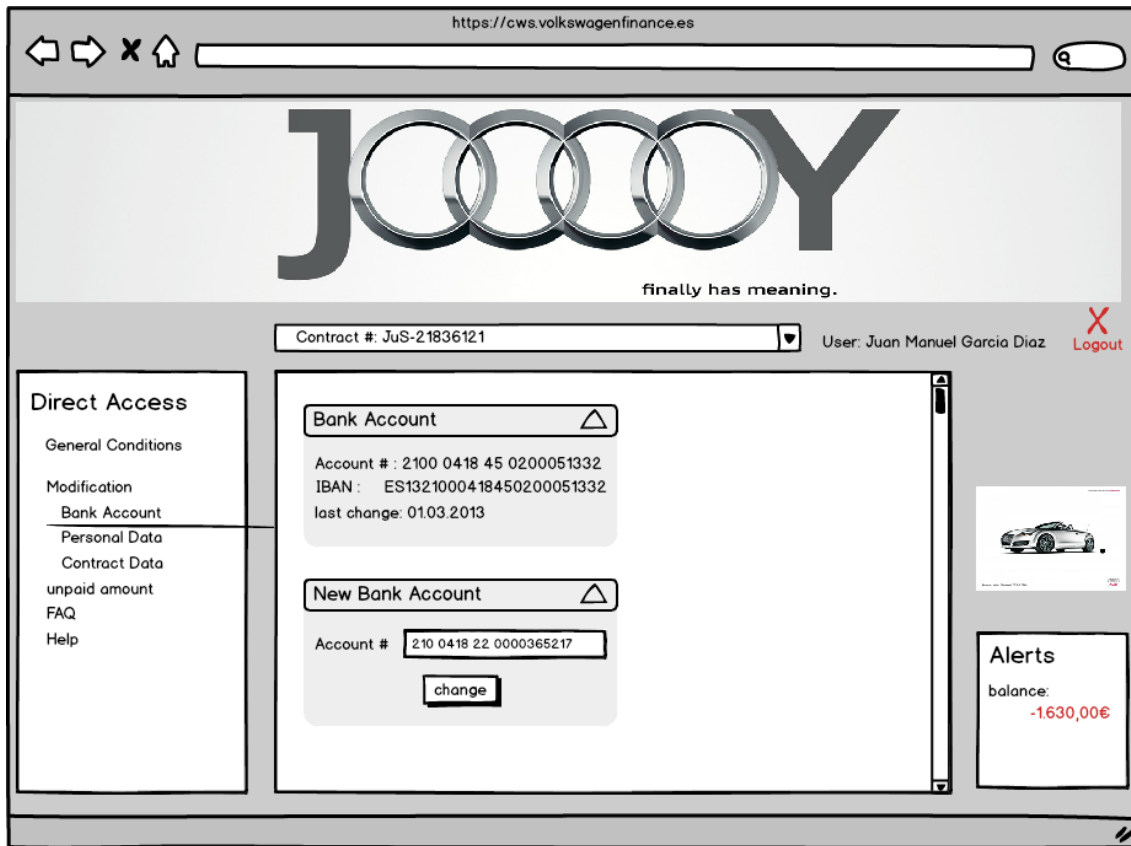 https://cws.volkswagenfinance.es
JOOOOY
finally has meaning.
Contract #: JuS-21836121
User: Juan Manuel Garcia Diaz
X
Logout
Direct Access
General Conditions
Modification
Bank Account
Personal Data
Contract Data
unpaid amount
FAQ
Help
Bank Account
Account # : 2100 0418 45 0200051332
IBAN : ES1321000418450200051332
last change: 01.03.2013
New Bank Account
Account # 210 0418 22 0000365217
change
Alerts
balance:
-1.630,00€